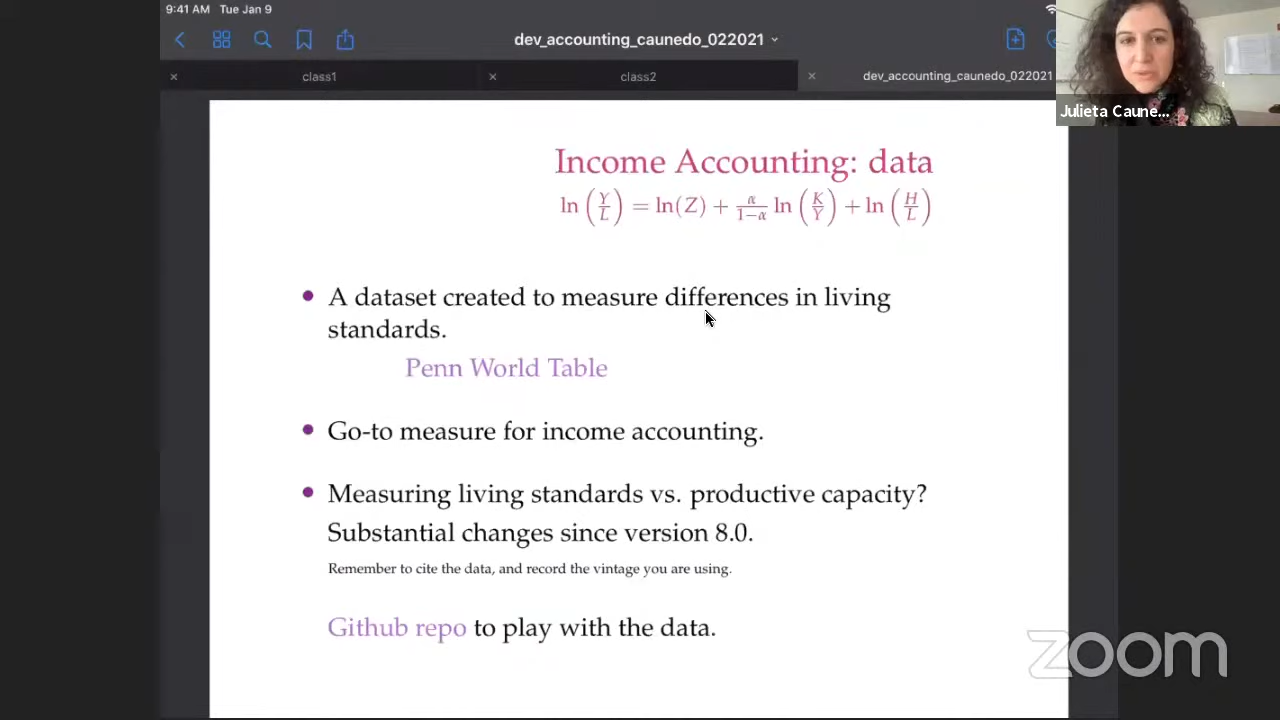 9:41 AM Tue Jan 9
dev_accounting_caunedo_022021
class1
class2
dev_accounting_caunedo_022021
Julieta Caune...
Income Accounting: data
ln (Y/L) = ln(Z) + α/1−α ln (K/Y) + ln (H/L)
A dataset created to measure differences in living
standards.
Penn World Table
Go-to measure for income accounting.
Measuring living standards vs. productive capacity?
Substantial changes since version 8.0.
Remember to cite the data, and record the vintage you are using.
Github repo to play with the data.
zoom